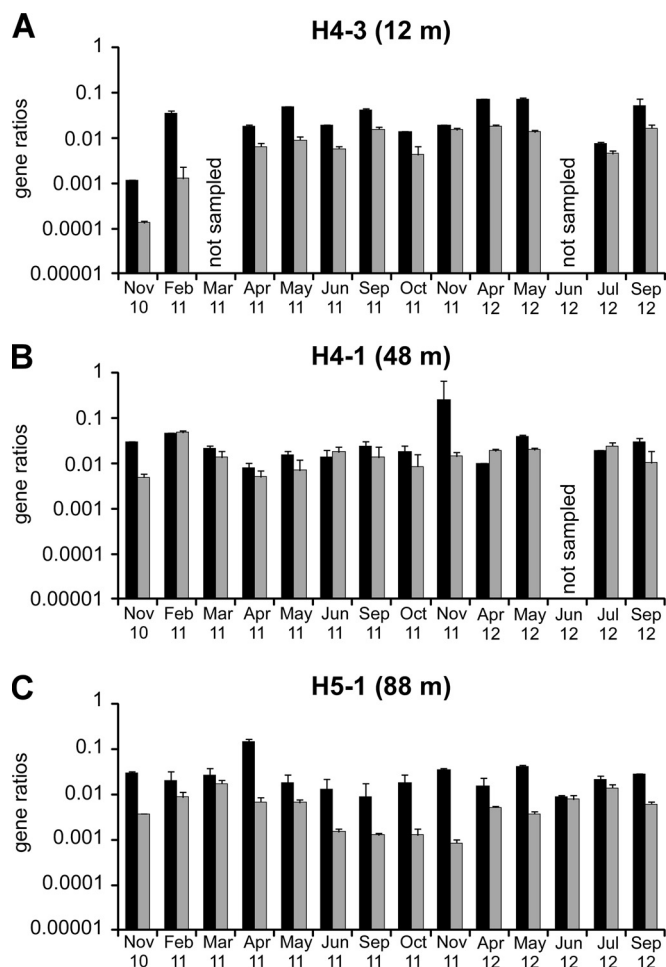 A
H4-3 (12 m)
gene ratios
1
0.1
0.01
0.001
0.0001
0.00001
not sampled
not sampled
Nov Feb Mar Apr May Jun Sep Oct Nov Apr May Jun Jul Sep
10 11 11 11 11 11 11 11 11 12 12 12 12 12
B
H4-1 (48 m)
gene ratios
1
0.1
0.01
0.001
0.0001
0.00001
not sampled
Nov Feb Mar Apr May Jun Sep Oct Nov Apr May Jun Jul Sep
10 11 11 11 11 11 11 11 11 12 12 12 12 12
C
H5-1 (88 m)
gene ratios
1
0.1
0.01
0.001
0.0001
0.00001
Nov Feb Mar Apr May Jun Sep Oct Nov Apr May Jun Jul Sep
10 11 11 11 11 11 11 11 11 12 12 12 12 12